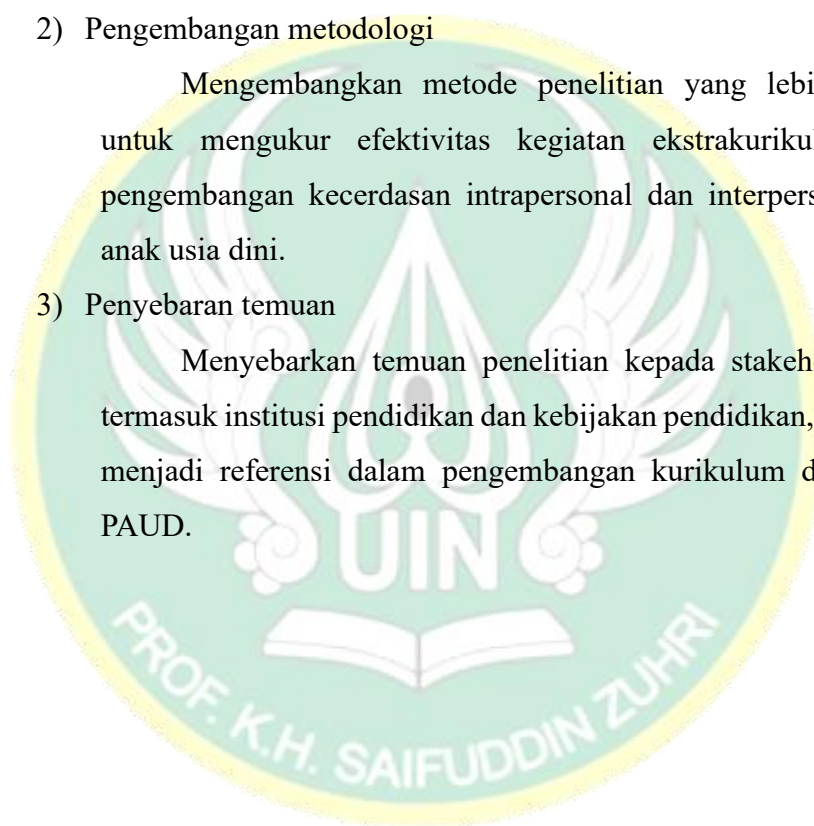 2) Pengembangan metodologi
Mengembangkan metode penelitian yang lebi
untuk mengukur efektivitas kegiatan ekstrakuriku
pengembangan kecerdasan intrapersonal dan interpers
anak usia dini.
3) Penyebaran temuan
Menyebarkan temuan penelitian kepada stakeh
termasuk institusi pendidikan dan kebijakan pendidikan,
menjadi referensi dalam pengembangan kurikulum d
PAUD.
UIN
PROF. K.H. SAIFUDDIN ZUHRI